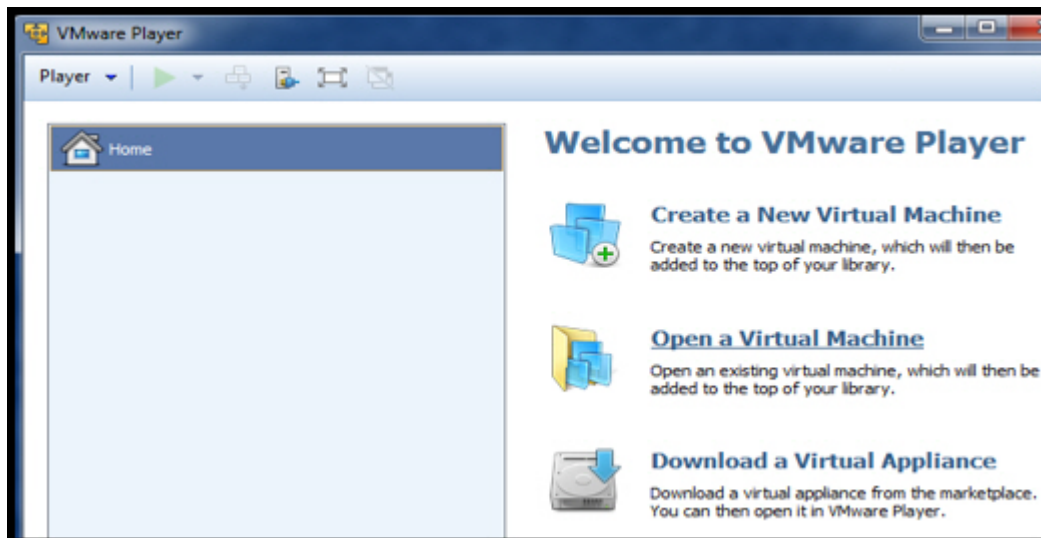 VMware Player
Player
Home
Welcome to VMware Player
Create a New Virtual Machine
Create a new virtual machine, which will then be
added to the top of your library.
Open a Virtual Machine
Open an existing virtual machine, which will then be
added to the top of your library.
Download a Virtual Appliance
Download a virtual appliance from the marketplace.
You can then open it in VMware Player.